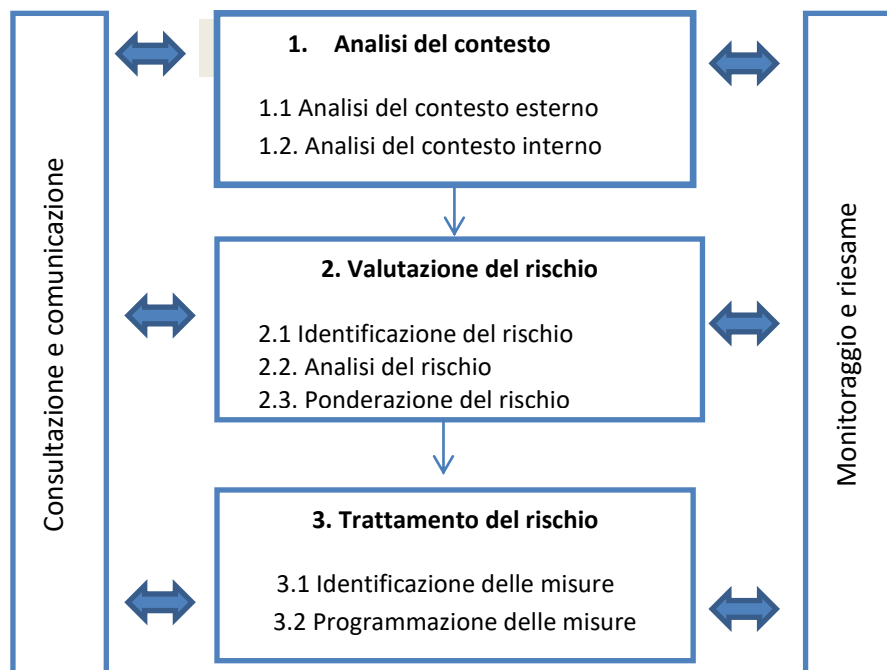 Consultazione e comunicazione
1. Analisi del contesto
1.1 Analisi del contesto esterno
1.2. Analisi del contesto interno
2. Valutazione del rischio
2.1 Identificazione del rischio
2.2. Analisi del rischio
2.3. Ponderazione del rischio
3. Trattamento del rischio
3.1 Identificazione delle misure
3.2 Programmazione delle misure
Monitoraggio e riesame